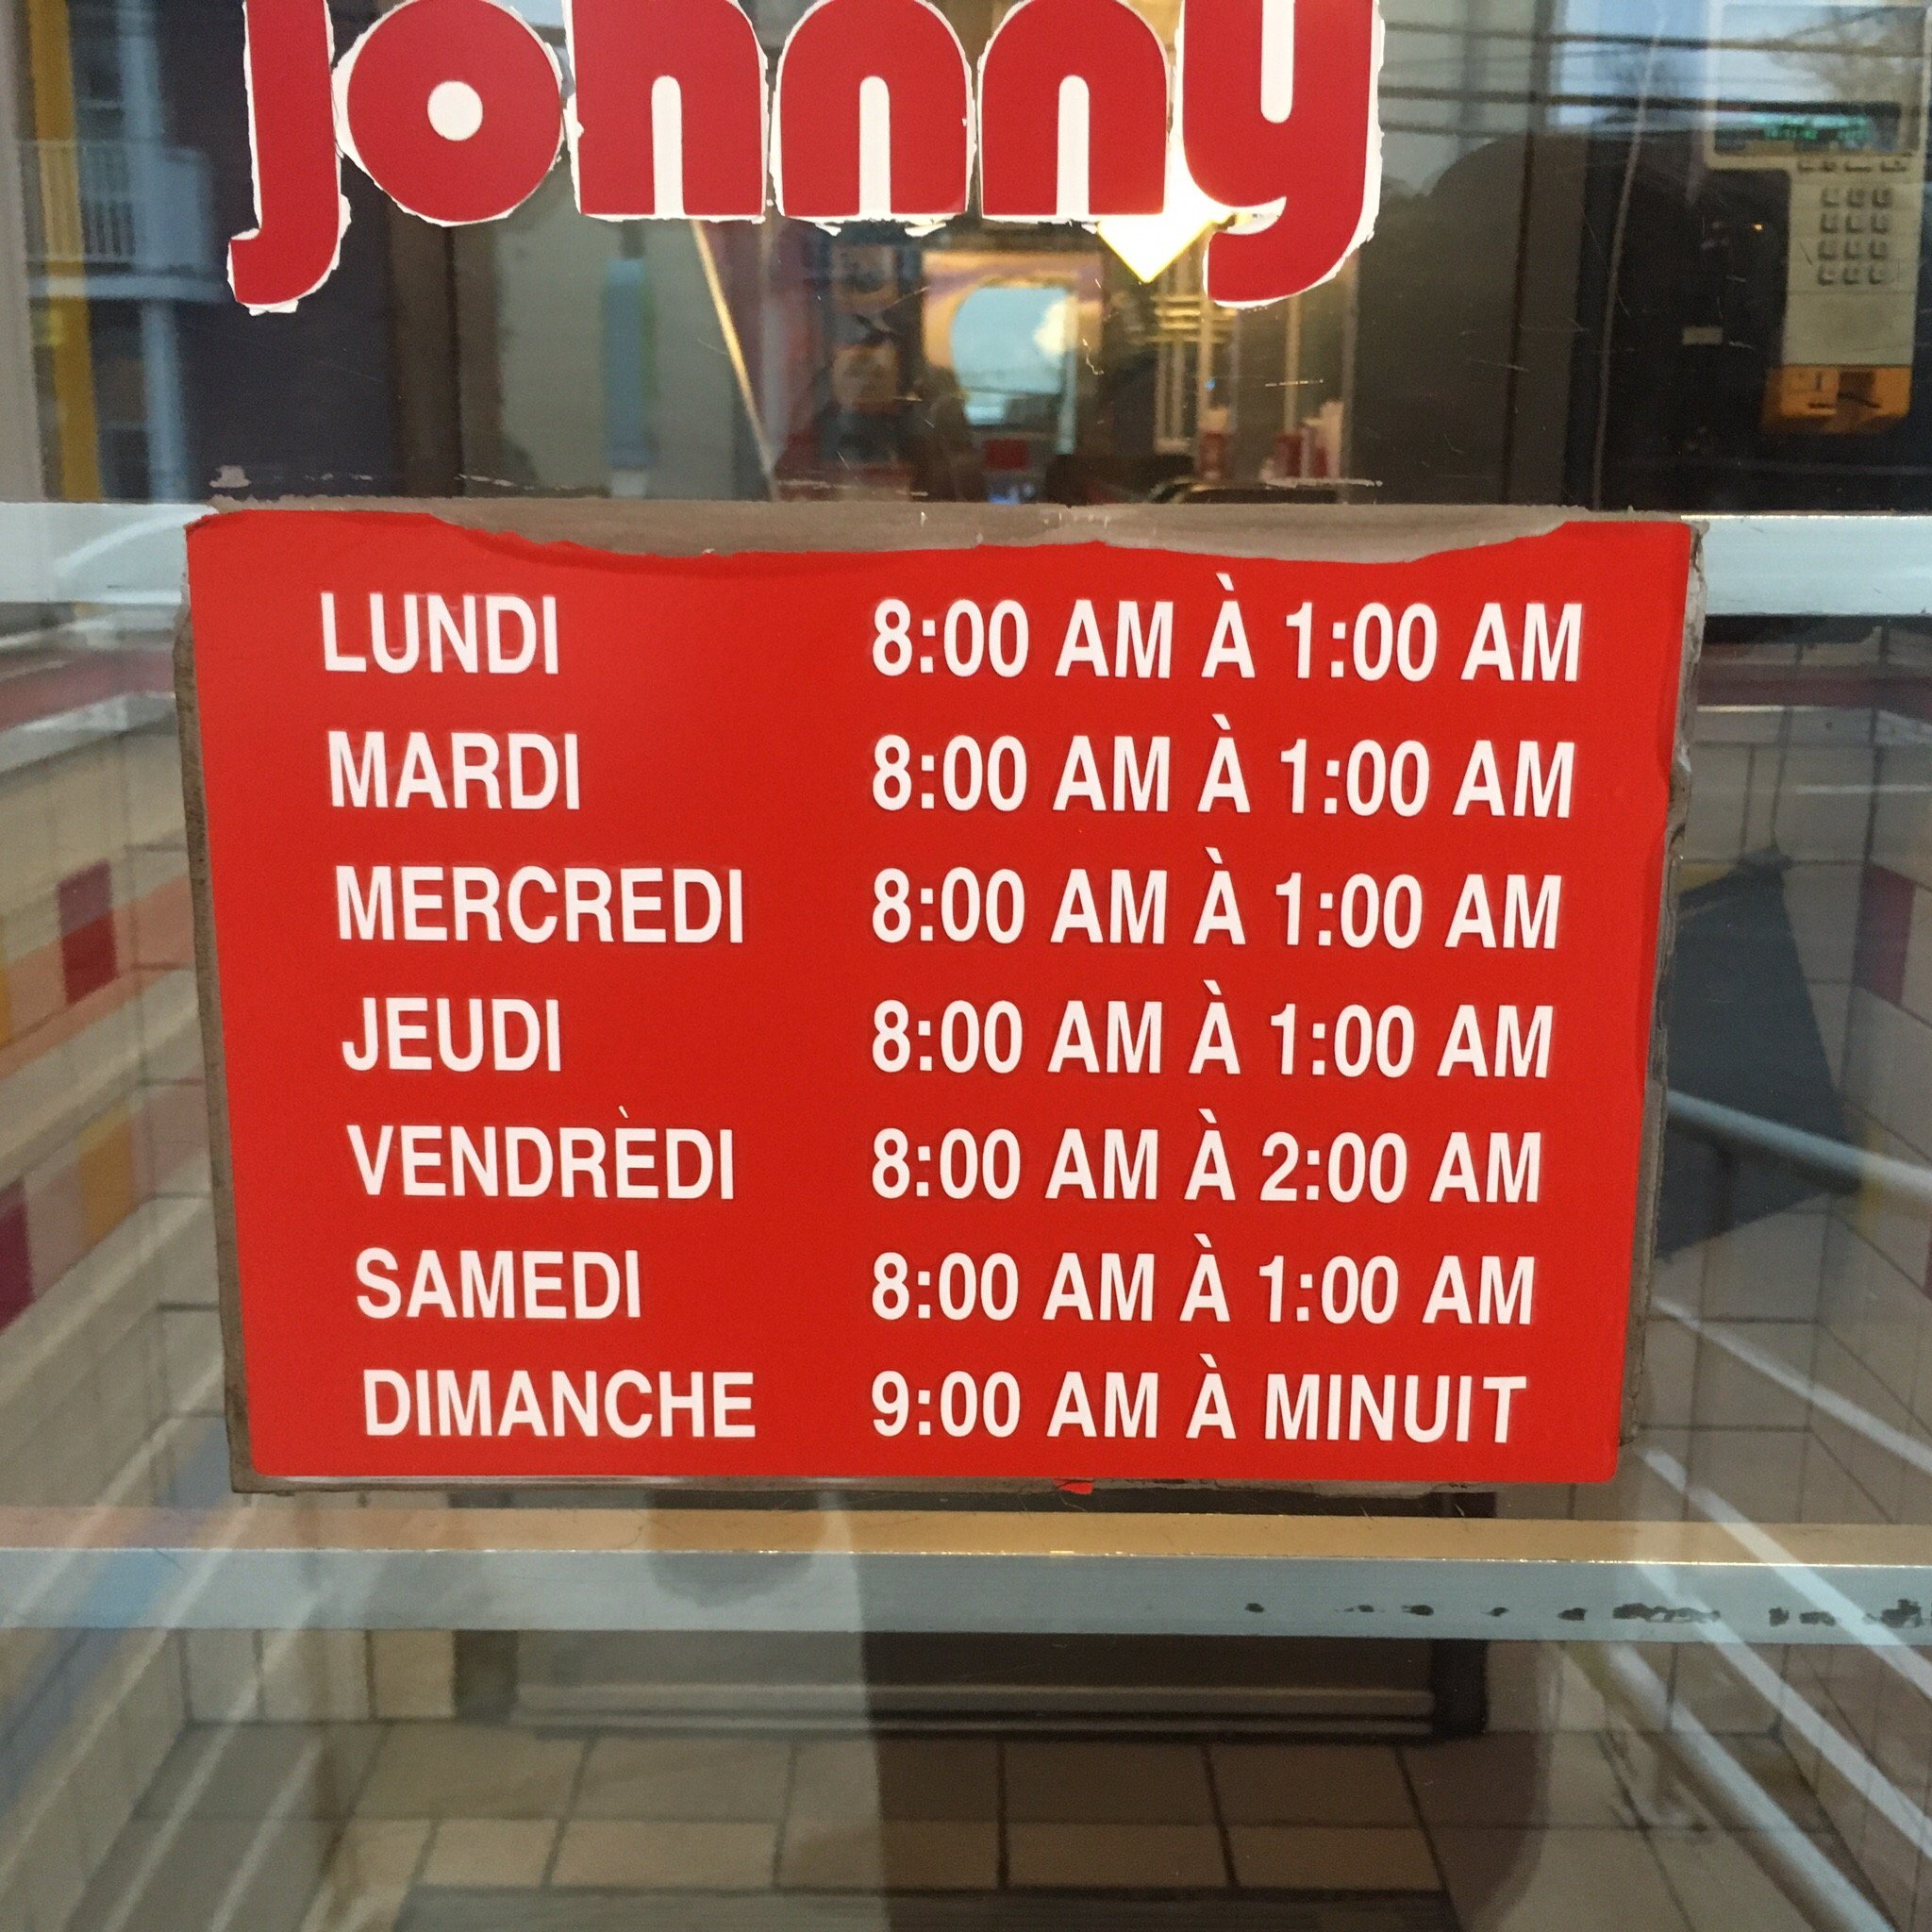 Johnny
LUNDI 8:00 AM À 1:00 AM
MARDI 8:00 AM À 1:00 AM
MERCREDI 8:00 AM À 1:00 AM
JEUDI 8:00 AM À 1:00 AM
VENDRÈDI 8:00 AM À 2:00 AM
SAMEDI 8:00 AM À 1:00 AM
DIMANCHE 9:00 AM À MINUIT